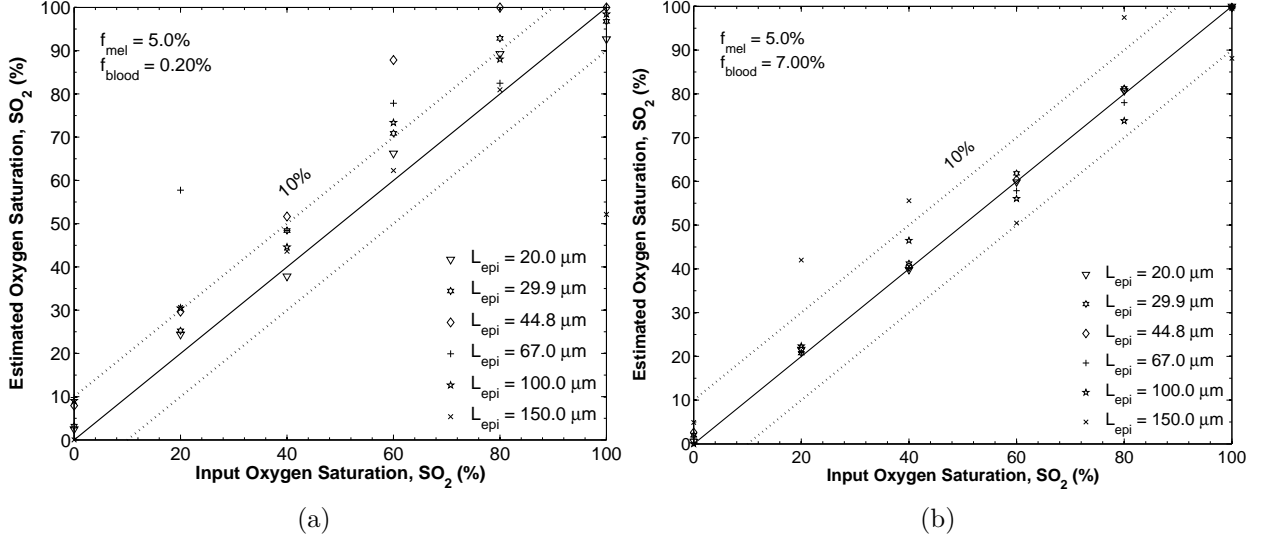 f_mel = 5.0%
f_blood = 0.20%
10%
L_epi = 20.0 μm
L_epi = 29.9 μm
L_epi = 44.8 μm
L_epi = 67.0 μm
L_epi = 100.0 μm
L_epi = 150.0 μm
100
90
80
70
60
50
40
30
20
10
0
0 20 40 60 80 100
Estimated Oxygen Saturation, SO₂ (%)
Input Oxygen Saturation, SO₂ (%)
(a)
f_mel = 5.0%
f_blood = 7.00%
10%
L_epi = 20.0 μm
L_epi = 29.9 μm
L_epi = 44.8 μm
L_epi = 67.0 μm
L_epi = 100.0 μm
L_epi = 150.0 μm
100
90
80
70
60
50
40
30
20
10
0
0 20 40 60 80 100
Estimated Oxygen Saturation, SO₂ (%)
Input Oxygen Saturation, SO₂ (%)
(b)